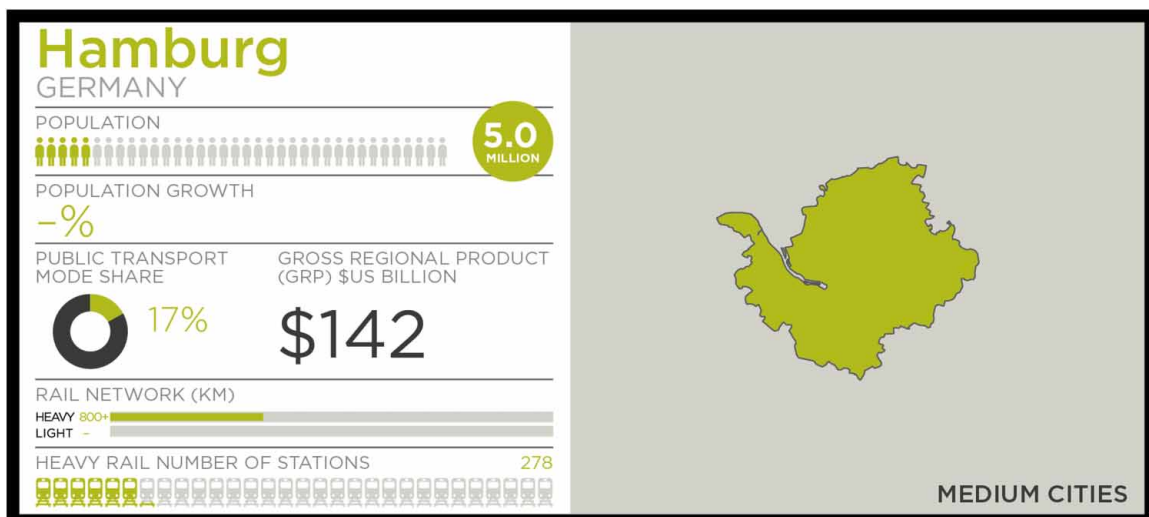 Hamburg
GERMANY
POPULATION
5.0
MILLION
POPULATION GROWTH
–%
PUBLIC TRANSPORT
MODE SHARE
17%
GROSS REGIONAL PRODUCT
(GRP) $US BILLION
$142
RAIL NETWORK (KM)
HEAVY 800+
LIGHT –
HEAVY RAIL NUMBER OF STATIONS 278
MEDIUM CITIES